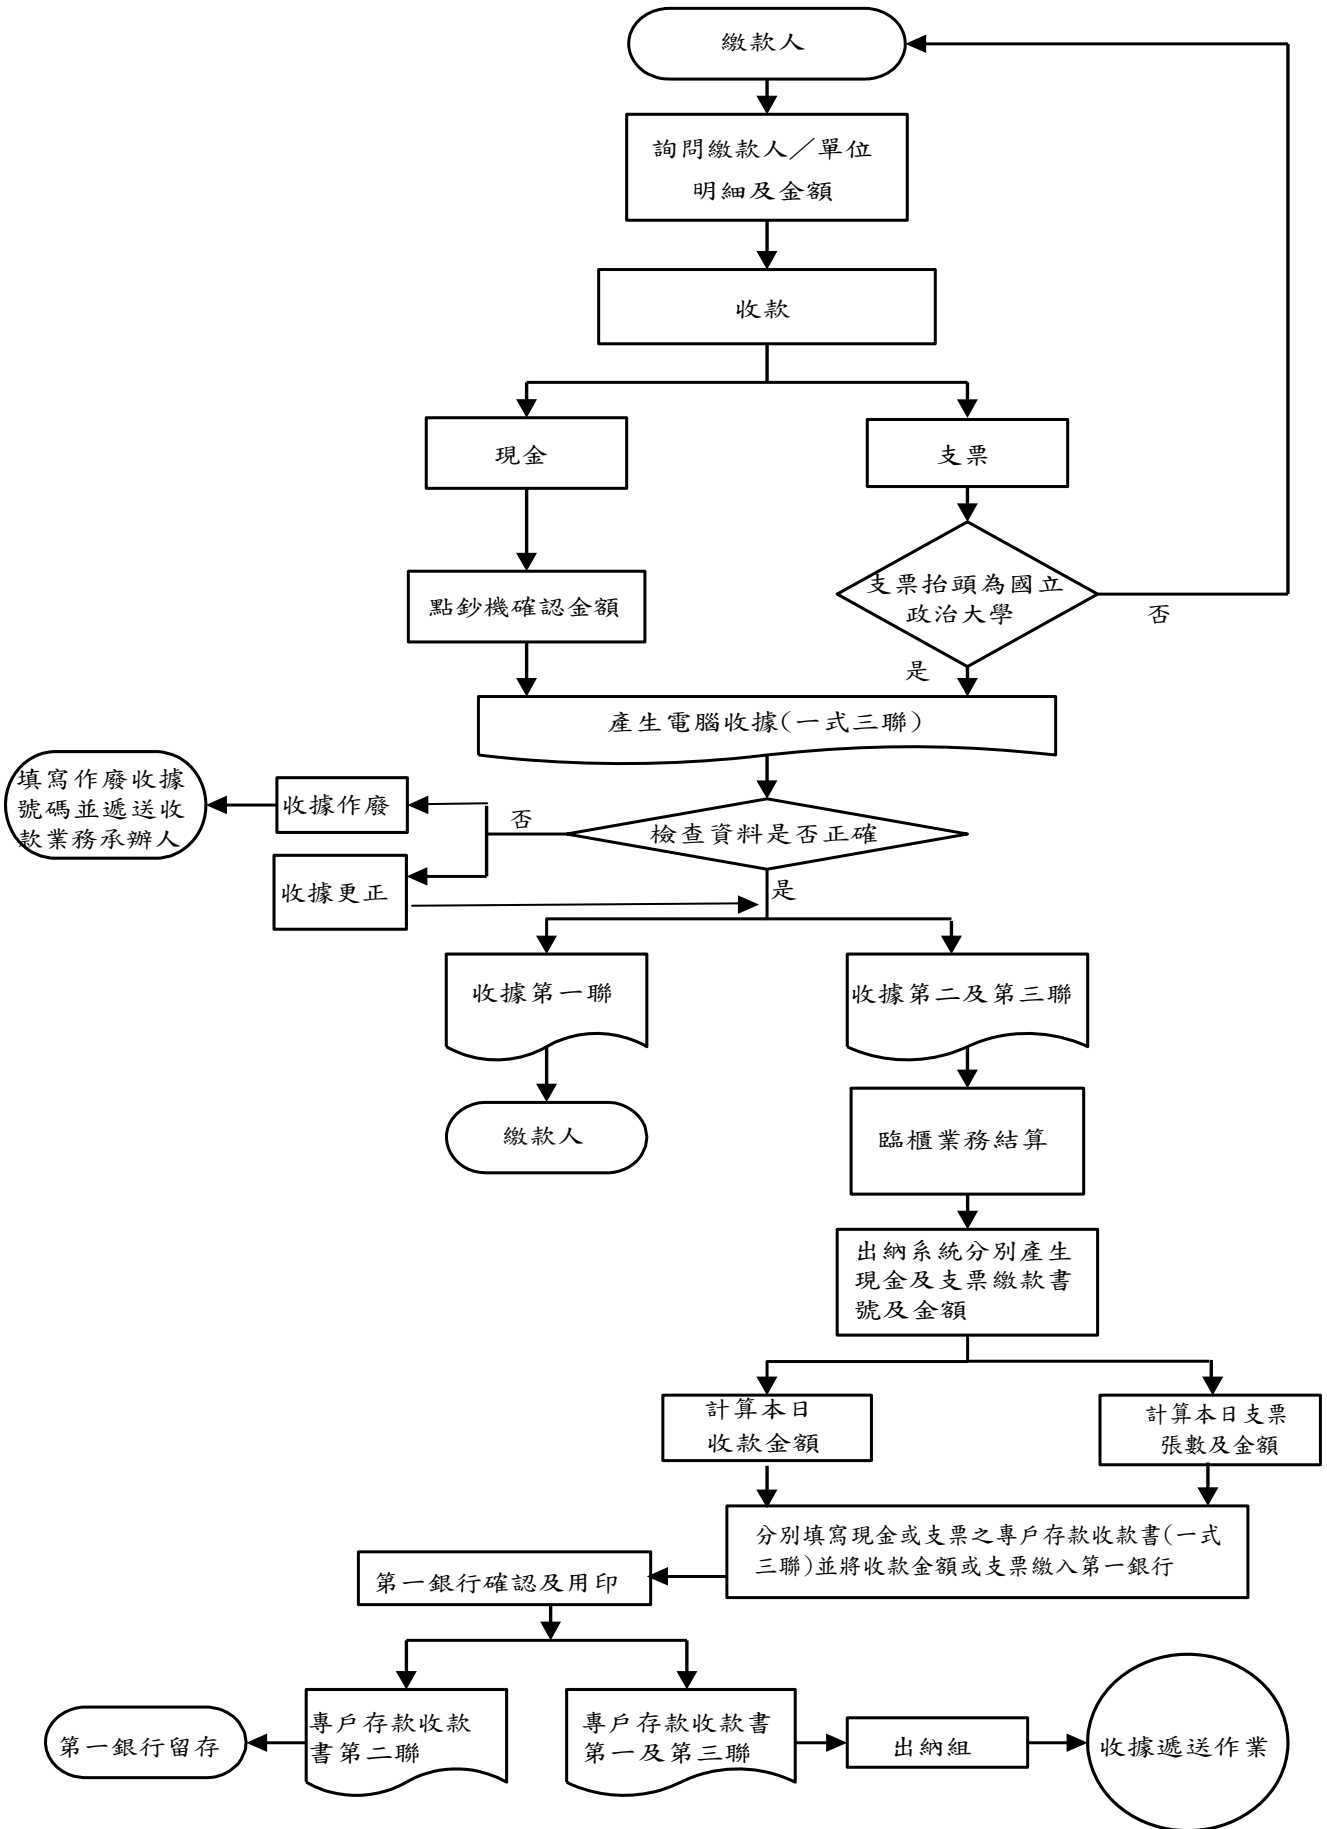 繳款人
詢問繳款人／單位
明細及金額
收款
現金
支票
點鈔機確認金額
支票抬頭為國立
政治大學
否
是
產生電腦收據(一式三聯)
填寫作廢收據
號碼並遞送收
款業務承辦人
收據作廢
否
檢查資料是否正確
收據更正
是
收據第一聯
收據第二及第三聯
繳款人
臨櫃業務結算
出納系統分別產生
現金及支票繳款書
號及金額
計算本日
收款金額
計算本日支票
張數及金額
分別填寫現金或支票之專戶存款收款書(一式
三聯)並將收款金額或支票繳入第一銀行
第一銀行確認及用印
第一銀行留存
專戶存款收款
書第二聯
專戶存款收款書
第一及第三聯
出納組
收據遞送作業